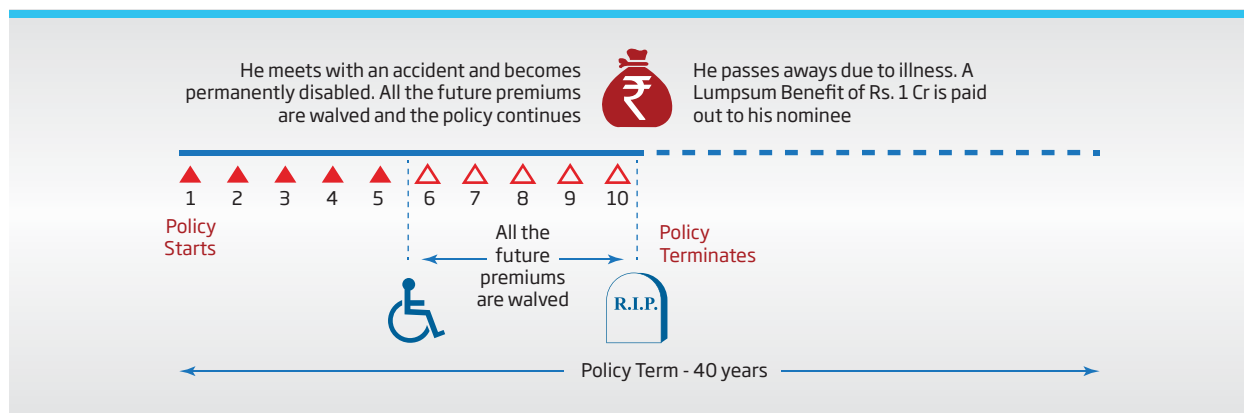 He meets with an accident and becomes
permanently disabled. All the future premiums
are walved and the policy continues
₹
He passes aways due to illness. A
Lumpsum Benefit of Rs. 1 Cr is paid
out to his nominee
1 2 3 4 5 6 7 8 9 10
Policy
Starts
All the
future
premiums
are walved
Policy
Terminates
R.I.P.
Policy Term - 40 years